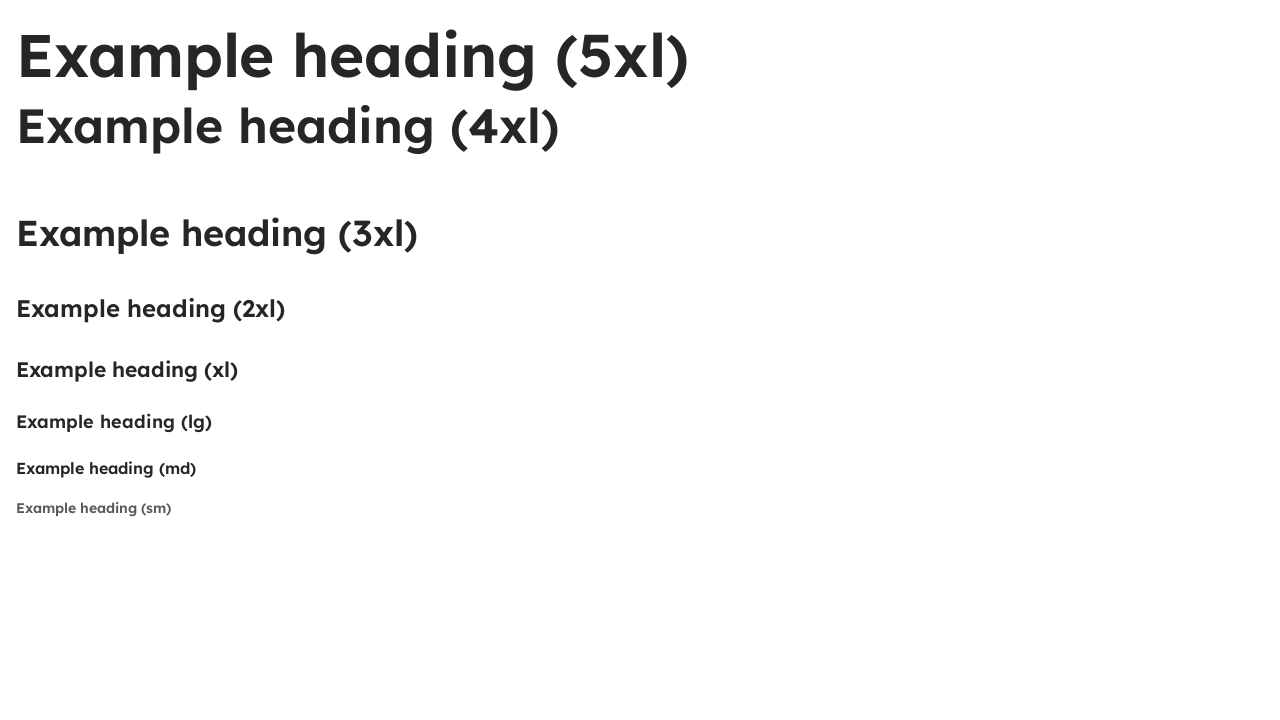 Example heading (5xl)
Example heading (4xl)
Example heading (3xl)
Example heading (2xl)
Example heading (xl)
Example heading (lg)
Example heading (md)
Example heading (sm)